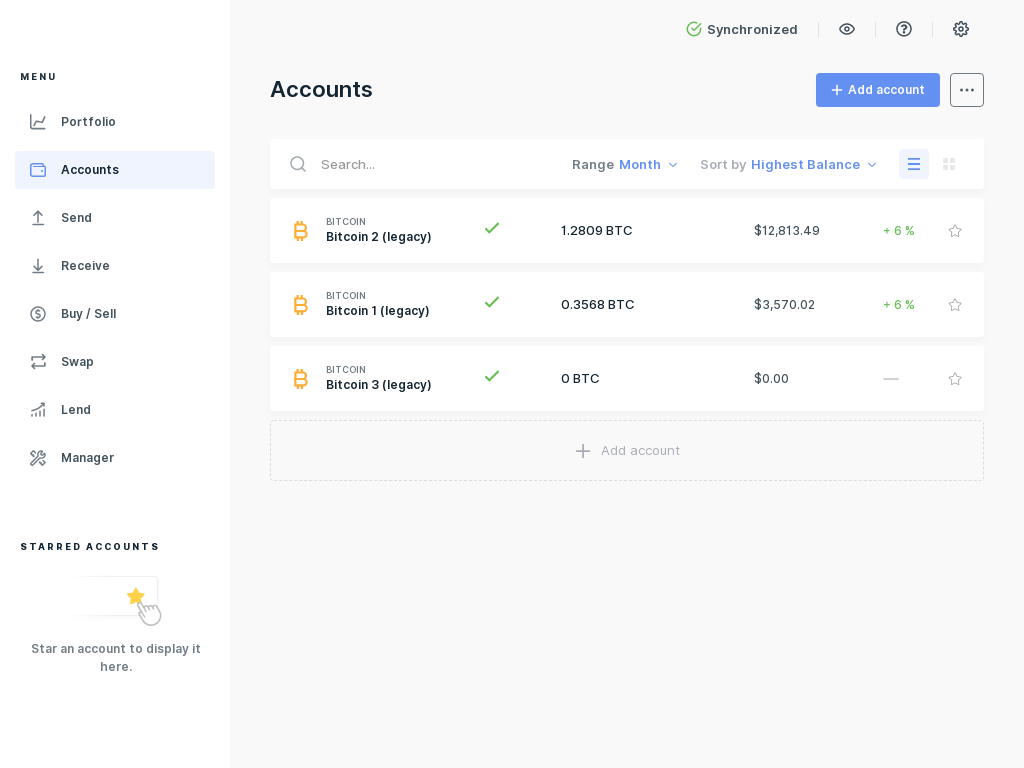 Synchronized
MENU
Portfolio
Accounts
Send
Receive
Buy / Sell
Swap
Lend
Manager
STARRED ACCOUNTS
Star an account to display it
here.
Accounts
Add account
Search...
Range Month
Sort by Highest Balance
BITCOIN
Bitcoin 2 (legacy)
1.2809 BTC
$12,813.49
+ 6 %
BITCOIN
Bitcoin 1 (legacy)
0.3568 BTC
$3,570.02
+ 6 %
BITCOIN
Bitcoin 3 (legacy)
0 BTC
$0.00
—
Add account